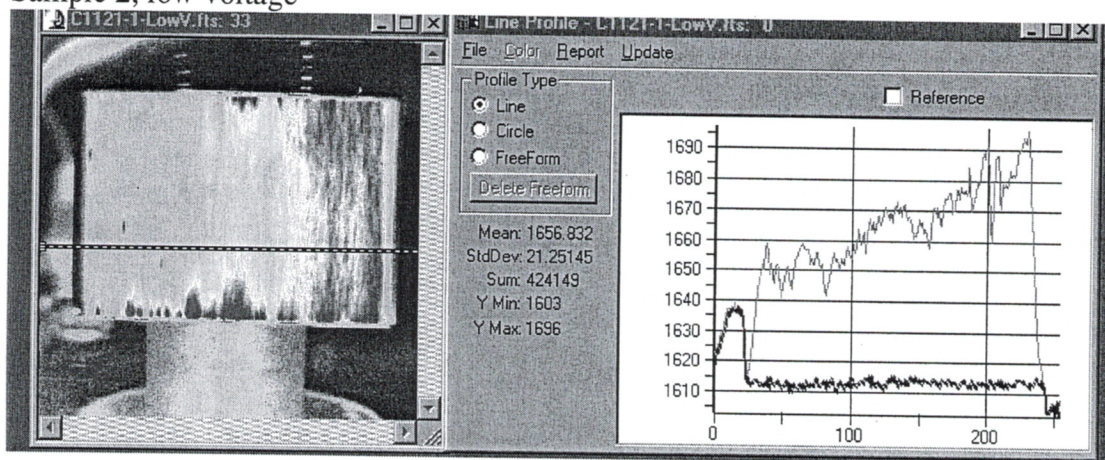 Sample 2, low voltage
C1121-1-LowV.fts: 33
Line Profile - C1121-1-LowV.fts: 0
File Color Report Update
Profile Type
Line
Circle
FreeForm
Delete Freeform
Mean: 1656.832
StdDev: 21.25145
Sum: 424149
Y Min: 1603
Y Max: 1696
Reference
1690
1680
1670
1660
1650
1640
1630
1620
1610
0 100 200